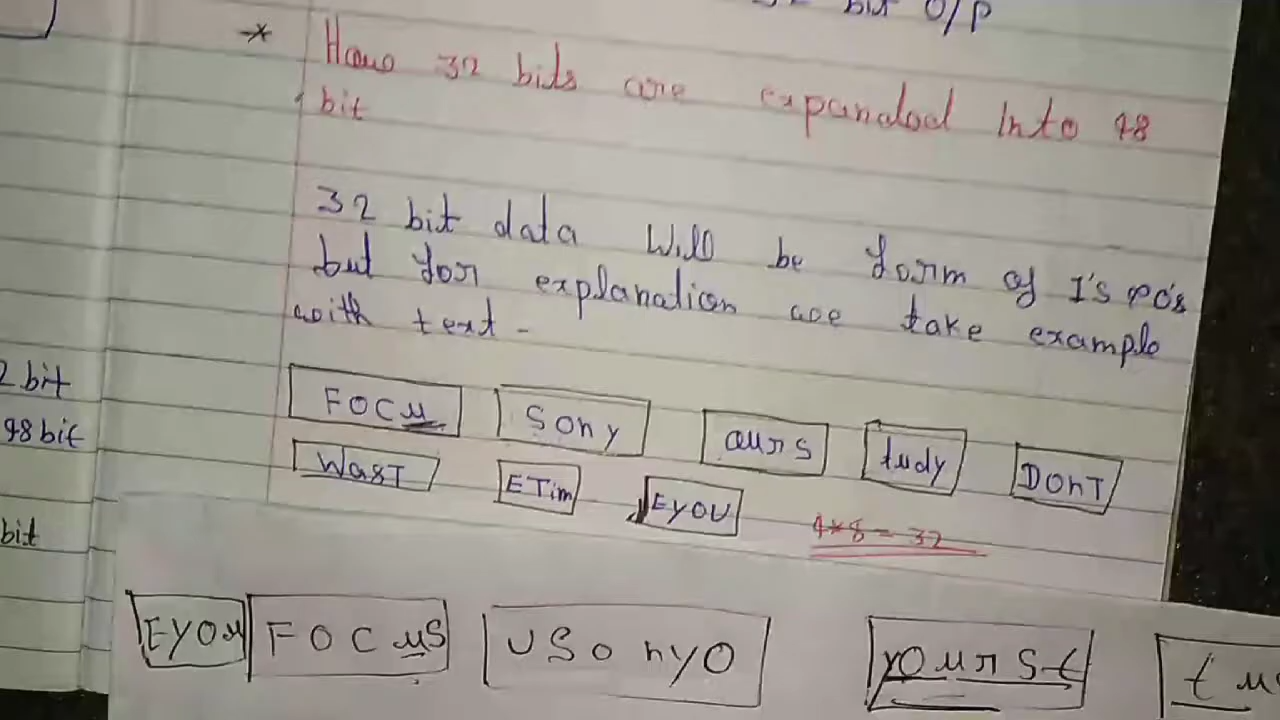 32 bit O/P
* How 32 bits are expanded Into 48
bit
32 bit data will be form of 1's & 0's
but for explanation we take example
with text -
2 bit
FOCU SonY ours tudy DonT
48 bit
WasT ETim EYOU
4*8 = 32
bit
EYOU FOCUS USonyO YOurst tu